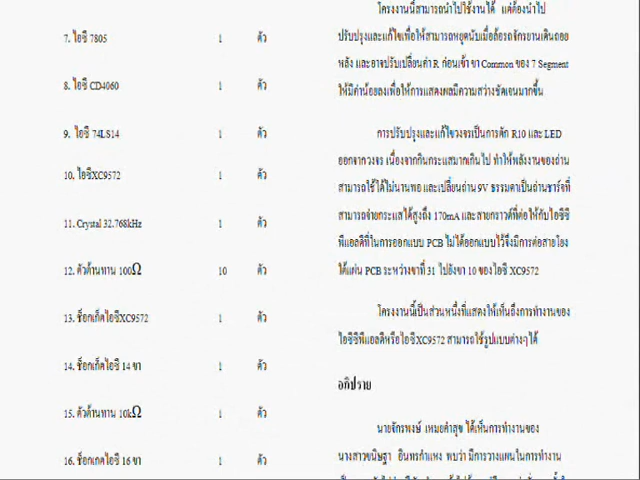 7. ไอซี 7805 1 ตัว
8. ไอซี CD4060 1 ตัว
9. ไอซี 74LS14 1 ตัว
10. ไอซีXC9572 1 ตัว
11. Crystal 32.768kHz 1 ตัว
12. ตัวต้านทาน 100Ω 10 ตัว
13. ซ็อกเก็ตไอซีXC9572 1 ตัว
14. ซ็อกเก็ตไอซี 14 ขา 1 ตัว
15. ตัวต้านทาน 10kΩ 1 ตัว
16. ซ็อกเกตไอซี 16 ขา 1 ตัว
โครงงานนี้สามารถนำไปใช้งานได้ แต่ต้องนำไป
ปรับปรุงและแก้ไขเพื่อให้สามารถหยุดนับเมื่อล้อรถจักรยานเดินถอย
หลัง และอาจปรับเปลี่ยนค่า R ก่อนเข้า ขา Common ของ 7 Segment
ให้มีค่าน้อยลงเพื่อให้การแสดงผลมีความสว่างชัดเจนมากขึ้น
การปรับปรุงและแก้ไขวงจรเป็นการตัด R10 และ LED
ออกจากวงจร เนื่องจากกินกระแสมากเกินไป ทำให้พลังงานของถ่าน
สามารถใช้ได้ไม่นานพอ และเปลี่ยนถ่าน 9V ธรรมดาเป็นถ่านชาร์จที่
สามารถจ่ายกระแสได้สูงถึง 170mA และสายกราวด์ที่ต่อให้กับไอซีซี
พีแอลดีที่ในการออกแบบ PCB ไม่ได้ออกแบบไว้จึงมีการต่อสายโยง
ใต้แผ่น PCB ระหว่างขาที่ 31 ไปยังขา 10 ของไอซี XC9572
โครงงานนี้เป็นส่วนหนึ่งที่แสดงให้เห็นถึงการทำงานของ
ไอซีซีพีแอลดีหรือไอซีXC9572 สามารถใช้รูปแบบต่างๆได้
อภิปราย
นายจักรพงษ์ เหมยคำสุข ได้เห็นการทำงานของ
นางสาวขนิษฐา อินทรกำแหง พบว่า มีการวางแผนในการทำงาน